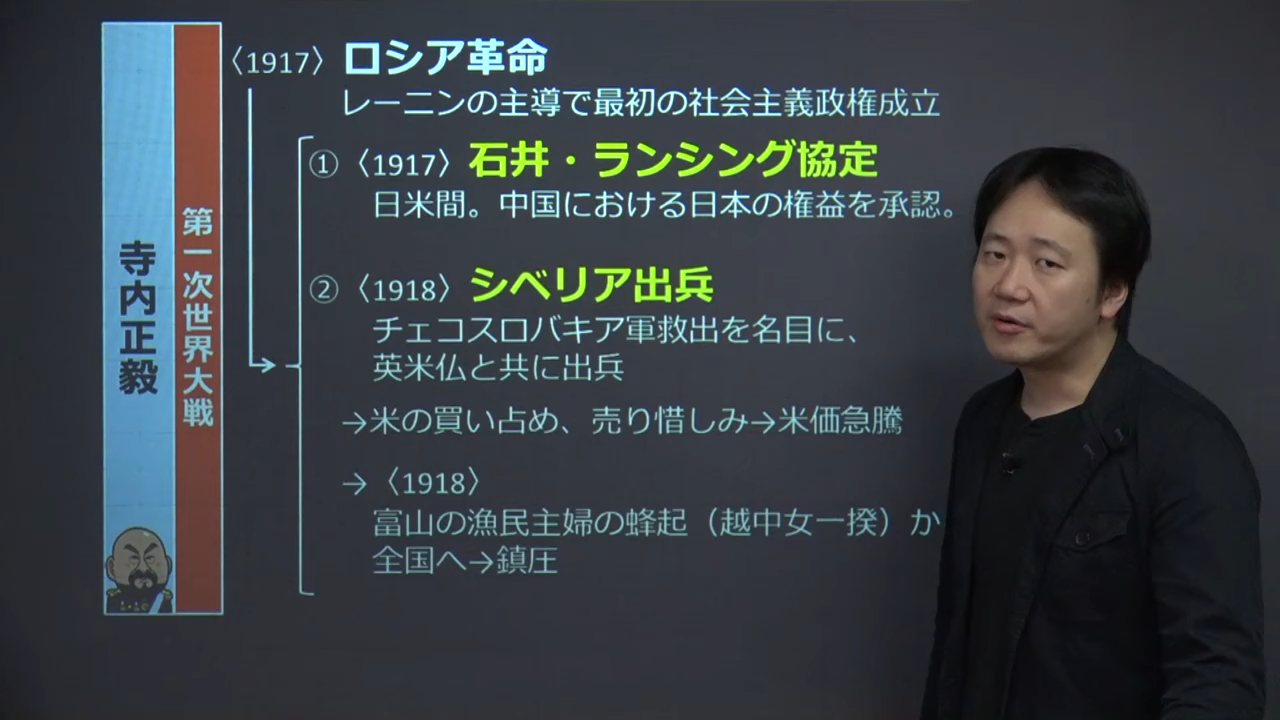 寺内正毅
第一次世界大戦
〈1917〉ロシア革命
レーニンの主導で最初の社会主義政権成立
①〈1917〉石井・ランシング協定
日米間。中国における日本の権益を承認。
②〈1918〉シベリア出兵
チェコスロバキア軍救出を名目に、
英米仏と共に出兵
→米の買い占め、売り惜しみ→米価急騰
→〈1918〉
富山の漁民主婦の蜂起（越中女一揆）か
全国へ→鎮圧